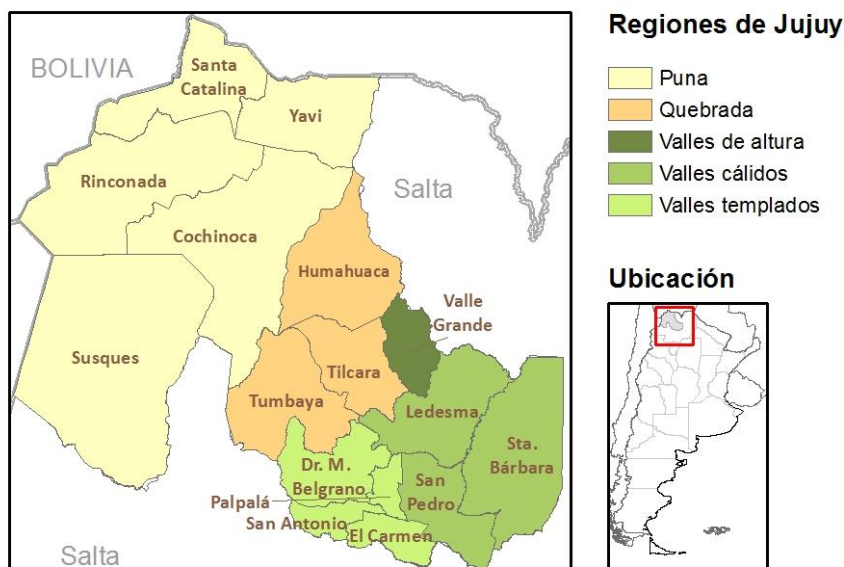 BOLIVIA
Santa
Catalina
Yavi
Rinconada
Salta
Cochinoca
Humahuaca
Valle
Grande
Susques
Tilcara
Tumbaya
Ledesma
Sta.
Bárbara
Dr. M.
Belgrano
San
Pedro
Palpalá
San Antonio
El Carmen
Salta
Regiones de Jujuy
Puna
Quebrada
Valles de altura
Valles cálidos
Valles templados
Ubicación